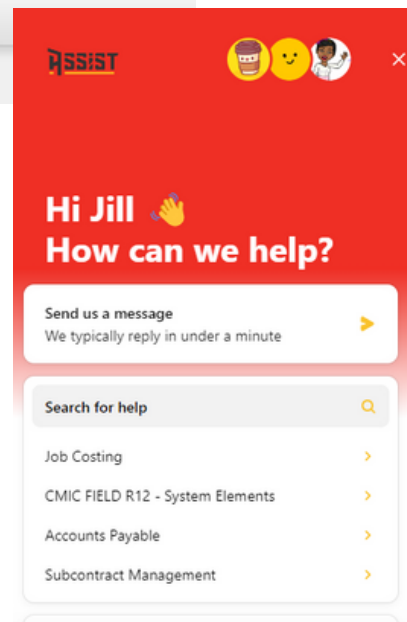 ASSIST
Hi Jill 👋
How can we help?
Send us a message
We typically reply in under a minute
Search for help
Job Costing
CMIC FIELD R12 - System Elements
Accounts Payable
Subcontract Management